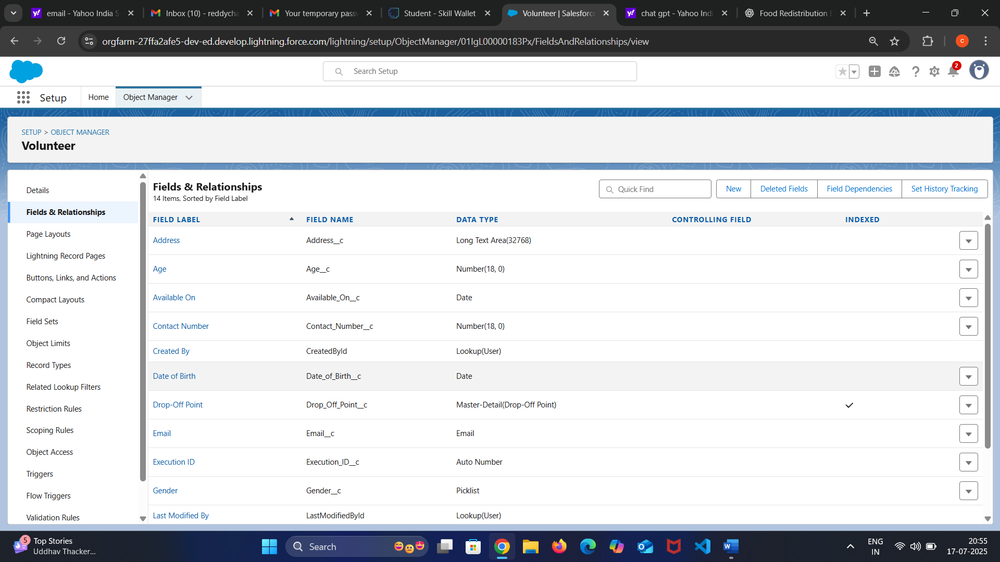 email - Yahoo India S
Inbox (10) - reddycha
Your temporary passw
Student - Skill Wallet
Volunteer | Salesforce
chat gpt - Yahoo Indi
Food Redistribution
orgfarm-27ffa2afe5-dev-ed.develop.lightning.force.com/lightning/setup/ObjectManager/01IgL00000183Px/FieldsAndRelationships/view
C
Search Setup
2
Setup
Home
Object Manager
SETUP > OBJECT MANAGER
Volunteer
Details
Fields & Relationships
Page Layouts
Lightning Record Pages
Buttons, Links, and Actions
Compact Layouts
Field Sets
Object Limits
Record Types
Related Lookup Filters
Restriction Rules
Scoping Rules
Object Access
Triggers
Flow Triggers
Validation Rules
Fields & Relationships
14 Items, Sorted by Field Label
Quick Find
New
Deleted Fields
Field Dependencies
Set History Tracking
FIELD LABEL FIELD NAME DATA TYPE CONTROLLING FIELD INDEXED
Address Address__c Long Text Area(32768)
Age Age__c Number(18, 0)
Available On Available_On__c Date
Contact Number Contact_Number__c Number(18, 0)
Created By CreatedById Lookup(User)
Date of Birth Date_of_Birth__c Date
Drop-Off Point Drop_Off_Point__c Master-Detail(Drop-Off Point)
Email Email__c Email
Execution ID Execution_ID__c Auto Number
Gender Gender__c Picklist
Last Modified By LastModifiedById Lookup(User)
5
Top Stories
Uddhav Thacker...
Search
ENG
IN
20:55
17-07-2025